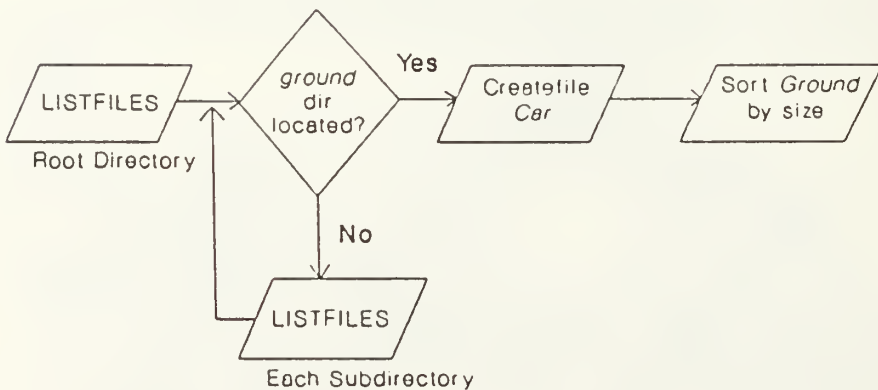 LISTFILES
Root Directory
ground
dir
located?
Yes
Createfile
Car
Sort Ground
by size
No
LISTFILES
Each Subdirectory